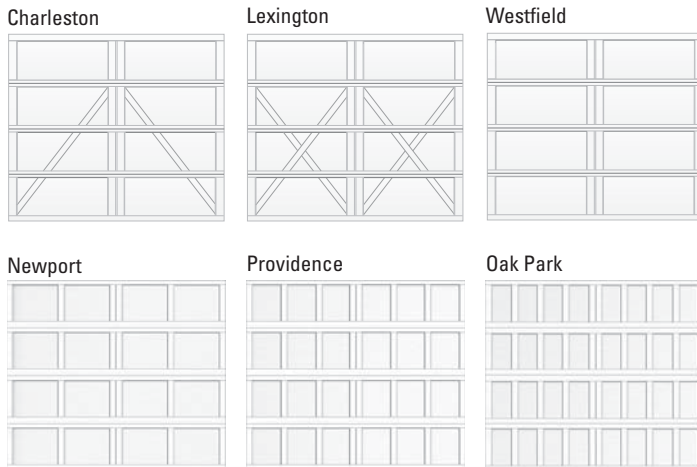 Charleston
Lexington
Westfield
Newport
Providence
Oak Park